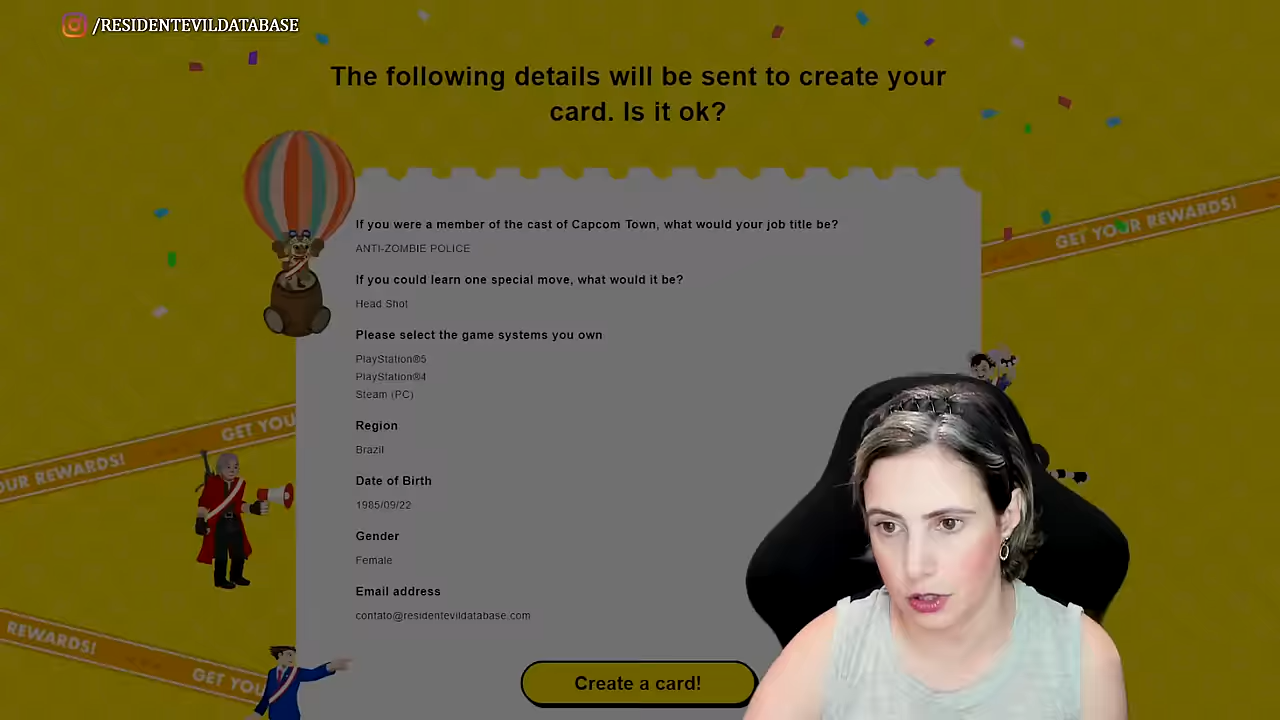 /RESIDENTEVILDATABASE
The following details will be sent to create your
card. Is it ok?
If you were a member of the cast of Capcom Town, what would your job title be?
ANTI-ZOMBIE POLICE
If you could learn one special move, what would it be?
Head Shot
Please select the game systems you own
PlayStation®5
PlayStation®4
Steam (PC)
Region
Brazil
Date of Birth
1985/09/22
Gender
Female
Email address
contato@residentevildatabase.com
Create a card!
GET YOUR REWARDS!
GET YOU
OUR REWARDS!
REWARDS!
GET YOU